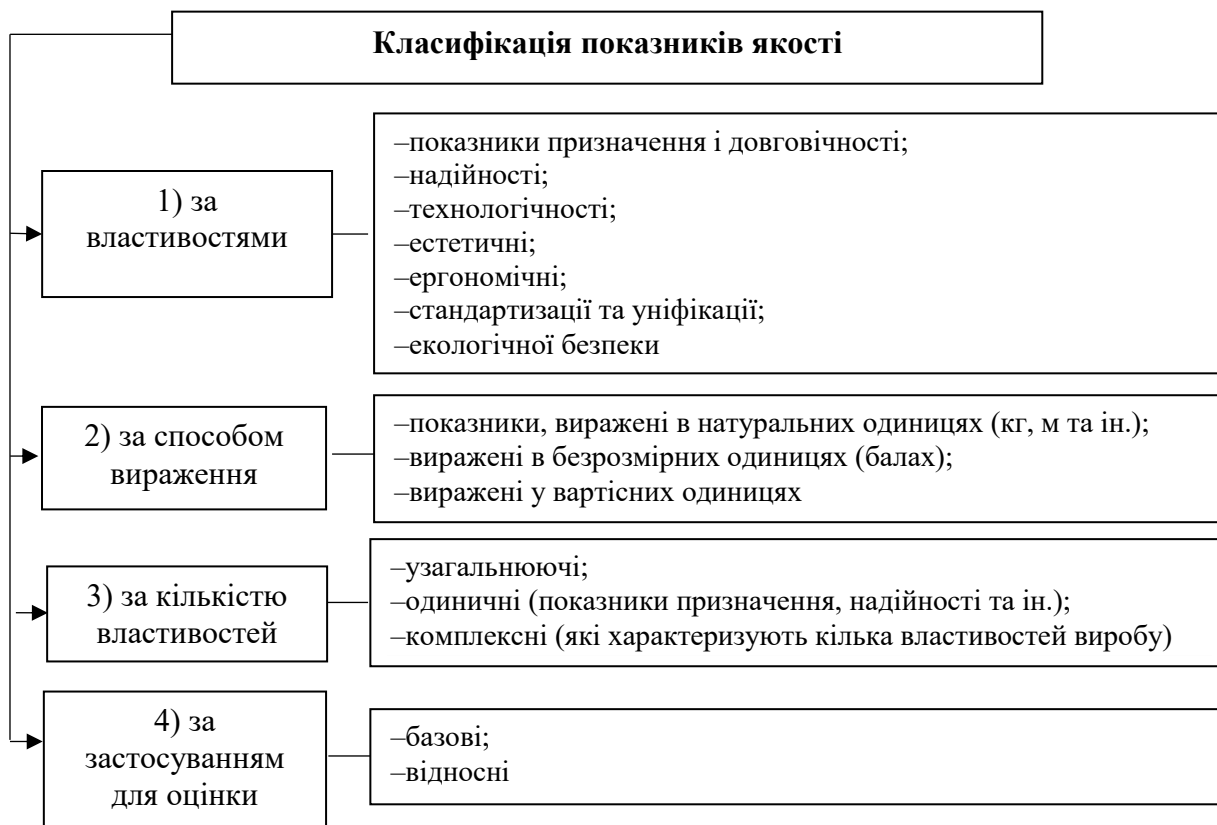 Класифікація показників якості
1) за
властивостями
–показники призначення і довговічності;
–надійності;
–технологічності;
–естетичні;
–ергономічні;
–стандартизації та уніфікації;
–екологічної безпеки
2) за способом
вираження
–показники, виражені в натуральних одиницях (кг, м та ін.);
–виражені в безрозмірних одиницях (балах);
–виражені у вартісних одиницях
3) за кількістю
властивостей
–узагальнюючі;
–одиничні (показники призначення, надійності та ін.);
–комплексні (які характеризують кілька властивостей виробу)
4) за
застосуванням
для оцінки
–базові;
–відносні